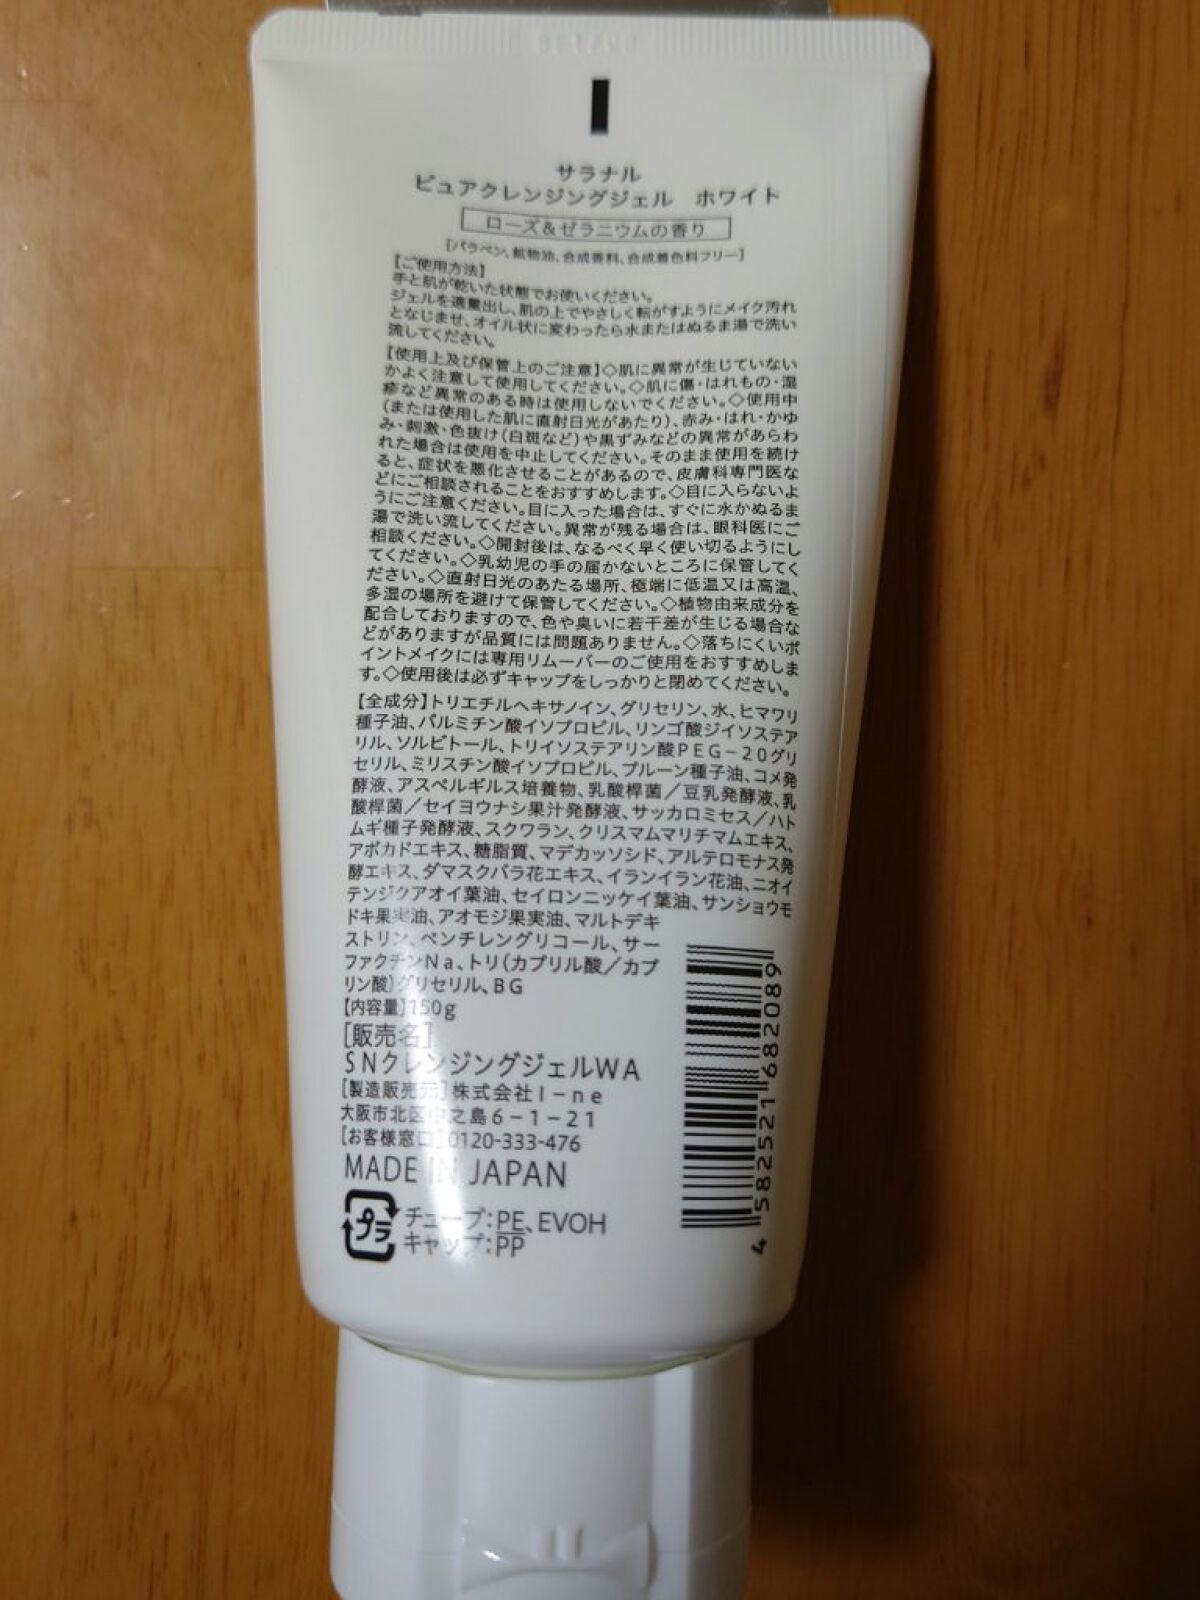 サラナル
ピュアクレンジングジェル ホワイト
ローズ&ゼラニウムの香り
[パラベン、鉱物油、合成香料、合成着色料フリー]
【ご使用方法】
手と肌が乾いた状態でお使いください。
ジェルを適量出し、肌の上でやさしく転がすようにメイク汚れ
となじませ、オイル状に変わったら水またはぬるま湯で洗い
流してください。
【使用上及び保管上のご注意】◇肌に異常が生じていない
かよく注意して使用してください。◇肌に傷・はれもの・湿
疹など異常のある時は使用しないでください。◇使用中
(または使用した肌に直射日光があたり)、赤み・はれ・かゆ
み・刺激・色抜け(白斑など)や黒ずみなどの異常があらわ
れた場合は使用を中止してください。そのまま使用を続け
ると、症状を悪化させることがあるので、皮膚科専門医な
どにご相談されることをおすすめします。◇目に入らないよ
うにご注意ください。目に入った場合は、すぐに水かぬるま
湯で洗い流してください。異常が残る場合は、眼科医にご
相談ください。◇開封後は、なるべく早く使い切るようにし
てください。◇乳幼児の手の届かないところに保管してく
ださい。◇直射日光のあたる場所、極端に低温又は高温、
多湿の場所を避けて保管してください。◇植物由来成分を
配合しておりますので、色や臭いに若干差が生じる場合な
どがありますが品質には問題ありません。◇落ちにくいポ
イントメイクには専用リムーバーのご使用をおすすめしま
す。◇使用後は必ずキャップをしっかりと閉めてください。
【全成分】トリエチルヘキサノイン、グリセリン、水、ヒマワリ
種子油、パルミチン酸イソプロピル、リンゴ酸ジイソステア
リル、ソルビトール、トリイソステアリン酸PEG-20グリ
セリル、ミリスチン酸イソプロピル、プルーン種子油、コメ発
酵液、アスペルギルス培養物、乳酸桿菌/豆乳発酵液、乳
酸桿菌/セイヨウナシ果汁発酵液、サッカロミセス/ハト
ムギ種子発酵液、スクワラン、クリスマムマリチマムエキス、
アボカドエキス、糖脂質、マデカッソシド、アルテロモナス発
酵エキス、ダマスクバラ花エキス、イランイラン花油、ニオイ
テンジクアオイ葉油、セイロンニッケイ葉油、サンショウモ
ドキ果実油、アオモジ果実油、マルトデキ
ストリン、ペンチレングリコール、サー
ファクチンNa、トリ(カプリル酸/カプ
リン酸)グリセリル、BG
【内容量】150g
[販売名]
SNクレンジングジェルWA
[製造販売元]株式会社I-ne
大阪市北区中之島6-1-21
[お客様窓口]0120-333-476
MADE IN JAPAN
プラ
チューブ:PE、EVOH
キャップ:PP
4 582521 682089